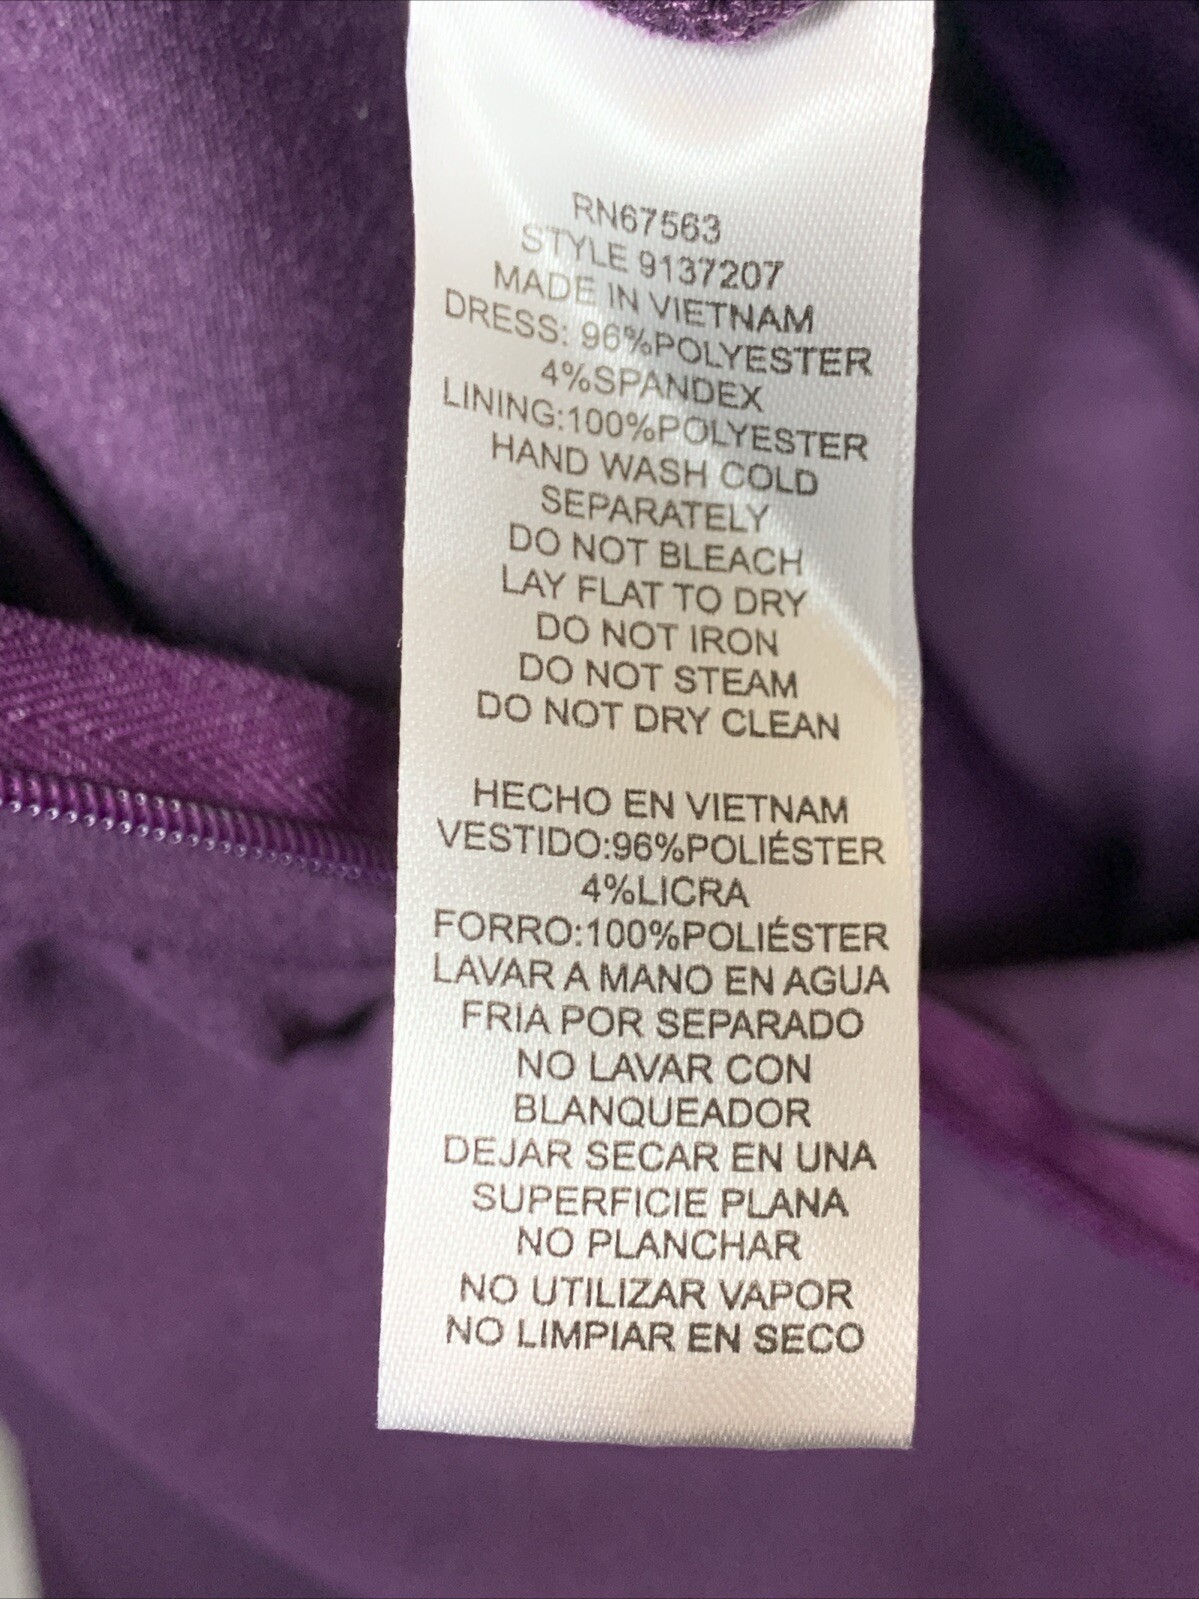 RN67563
STYLE 9137207
MADE IN VIETNAM
DRESS: 96%POLYESTER
4%SPANDEX
LINING:100%POLYESTER
HAND WASH COLD
SEPARATELY
DO NOT BLEACH
LAY FLAT TO DRY
DO NOT IRON
DO NOT STEAM
DO NOT DRY CLEAN
HECHO EN VIETNAM
VESTIDO:96%POLIÉSTER
4%LICRA
FORRO:100%POLIÉSTER
LAVAR A MANO EN AGUA
FRIA POR SEPARADO
NO LAVAR CON
BLANQUEADOR
DEJAR SECAR EN UNA
SUPERFICIE PLANA
NO PLANCHAR
NO UTILIZAR VAPOR
NO LIMPIAR EN SECO